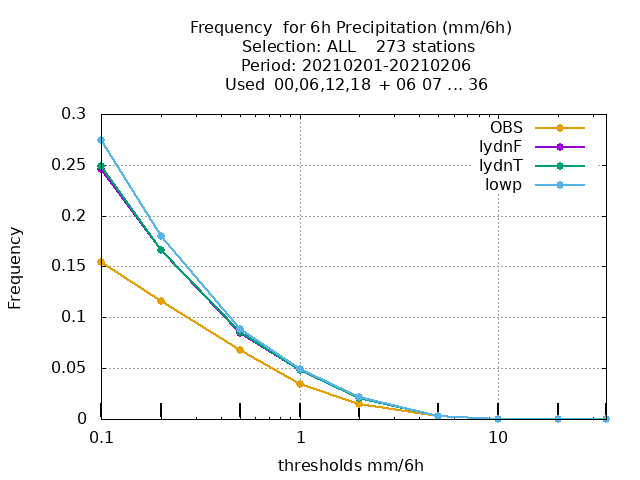 Frequency  for 6h Precipitation (mm/6h)
Selection: ALL    273 stations
Period: 20210201-20210206
Used  00,06,12,18  + 06 07 ... 36
OBS
lydnF
lydnT
lowp
0.3
0.25
0.2
0.15
0.1
0.05
0
Frequency
0.1
1
10
thresholds mm/6h